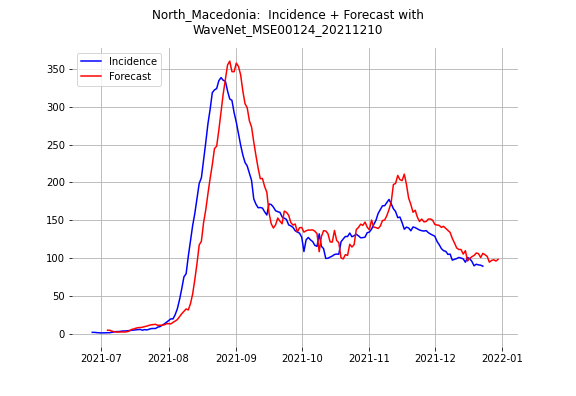 North_Macedonia:  Incidence + Forecast with
WaveNet_MSE00124_20211210
Incidence
Forecast
350
300
250
200
150
100
50
0
2021-07 2021-08 2021-09 2021-10 2021-11 2021-12 2022-01